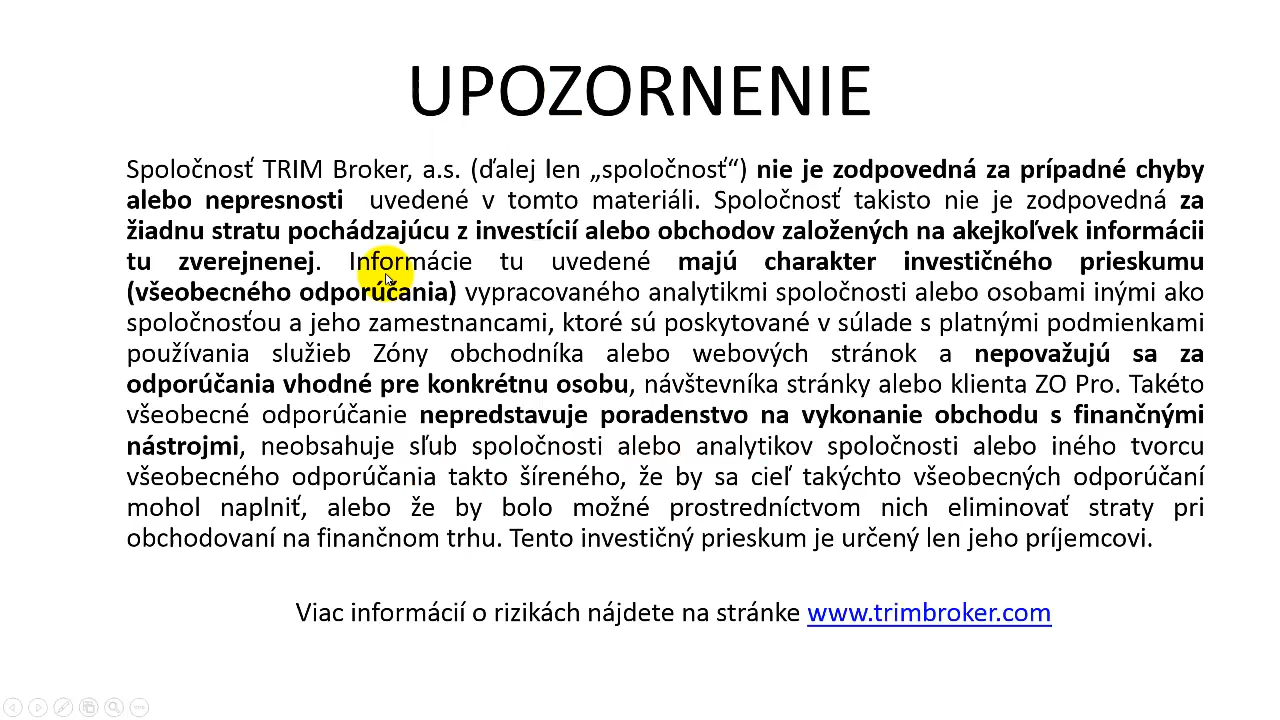 UPOZORNENIE
Spoločnosť TRIM Broker, a.s. (ďalej len „spoločnosť“) nie je zodpovedná za prípadné chyby
alebo nepresnosti uvedené v tomto materiáli. Spoločnosť takisto nie je zodpovedná za
žiadnu stratu pochádzajúcu z investícií alebo obchodov založených na akejkoľvek informácii
tu zverejnenej. Informácie tu uvedené majú charakter investičného prieskumu
(všeobecného odporúčania) vypracovaného analytikmi spoločnosti alebo osobami inými ako
spoločnosťou a jeho zamestnancami, ktoré sú poskytované v súlade s platnými podmienkami
používania služieb Zóny obchodníka alebo webových stránok a nepovažujú sa za
odporúčania vhodné pre konkrétnu osobu, návštevníka stránky alebo klienta ZO Pro. Takéto
všeobecné odporúčanie nepredstavuje poradenstvo na vykonanie obchodu s finančnými
nástrojmi, neobsahuje sľub spoločnosti alebo analytikov spoločnosti alebo iného tvorcu
všeobecného odporúčania takto šíreného, že by sa cieľ takýchto všeobecných odporúčaní
mohol naplniť, alebo že by bolo možné prostredníctvom nich eliminovať straty pri
obchodovaní na finančnom trhu. Tento investičný prieskum je určený len jeho príjemcovi.
Viac informácií o rizikách nájdete na stránke www.trimbroker.com